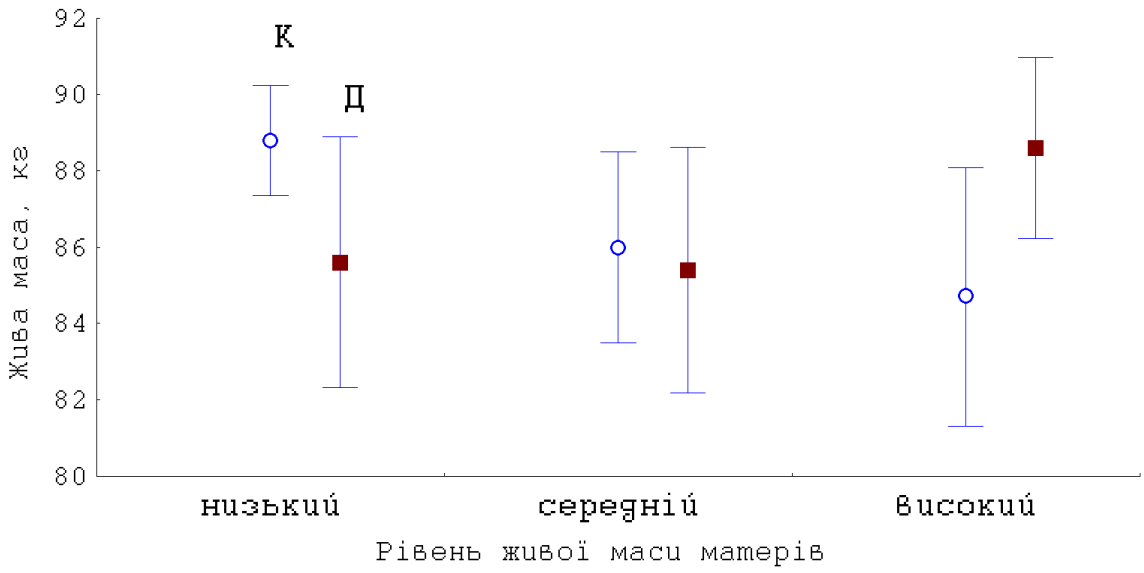 92
90
88
86
84
82
80
Жива маса, кг
К
Д
низький
середній
високий
Рівень живої маси матерів